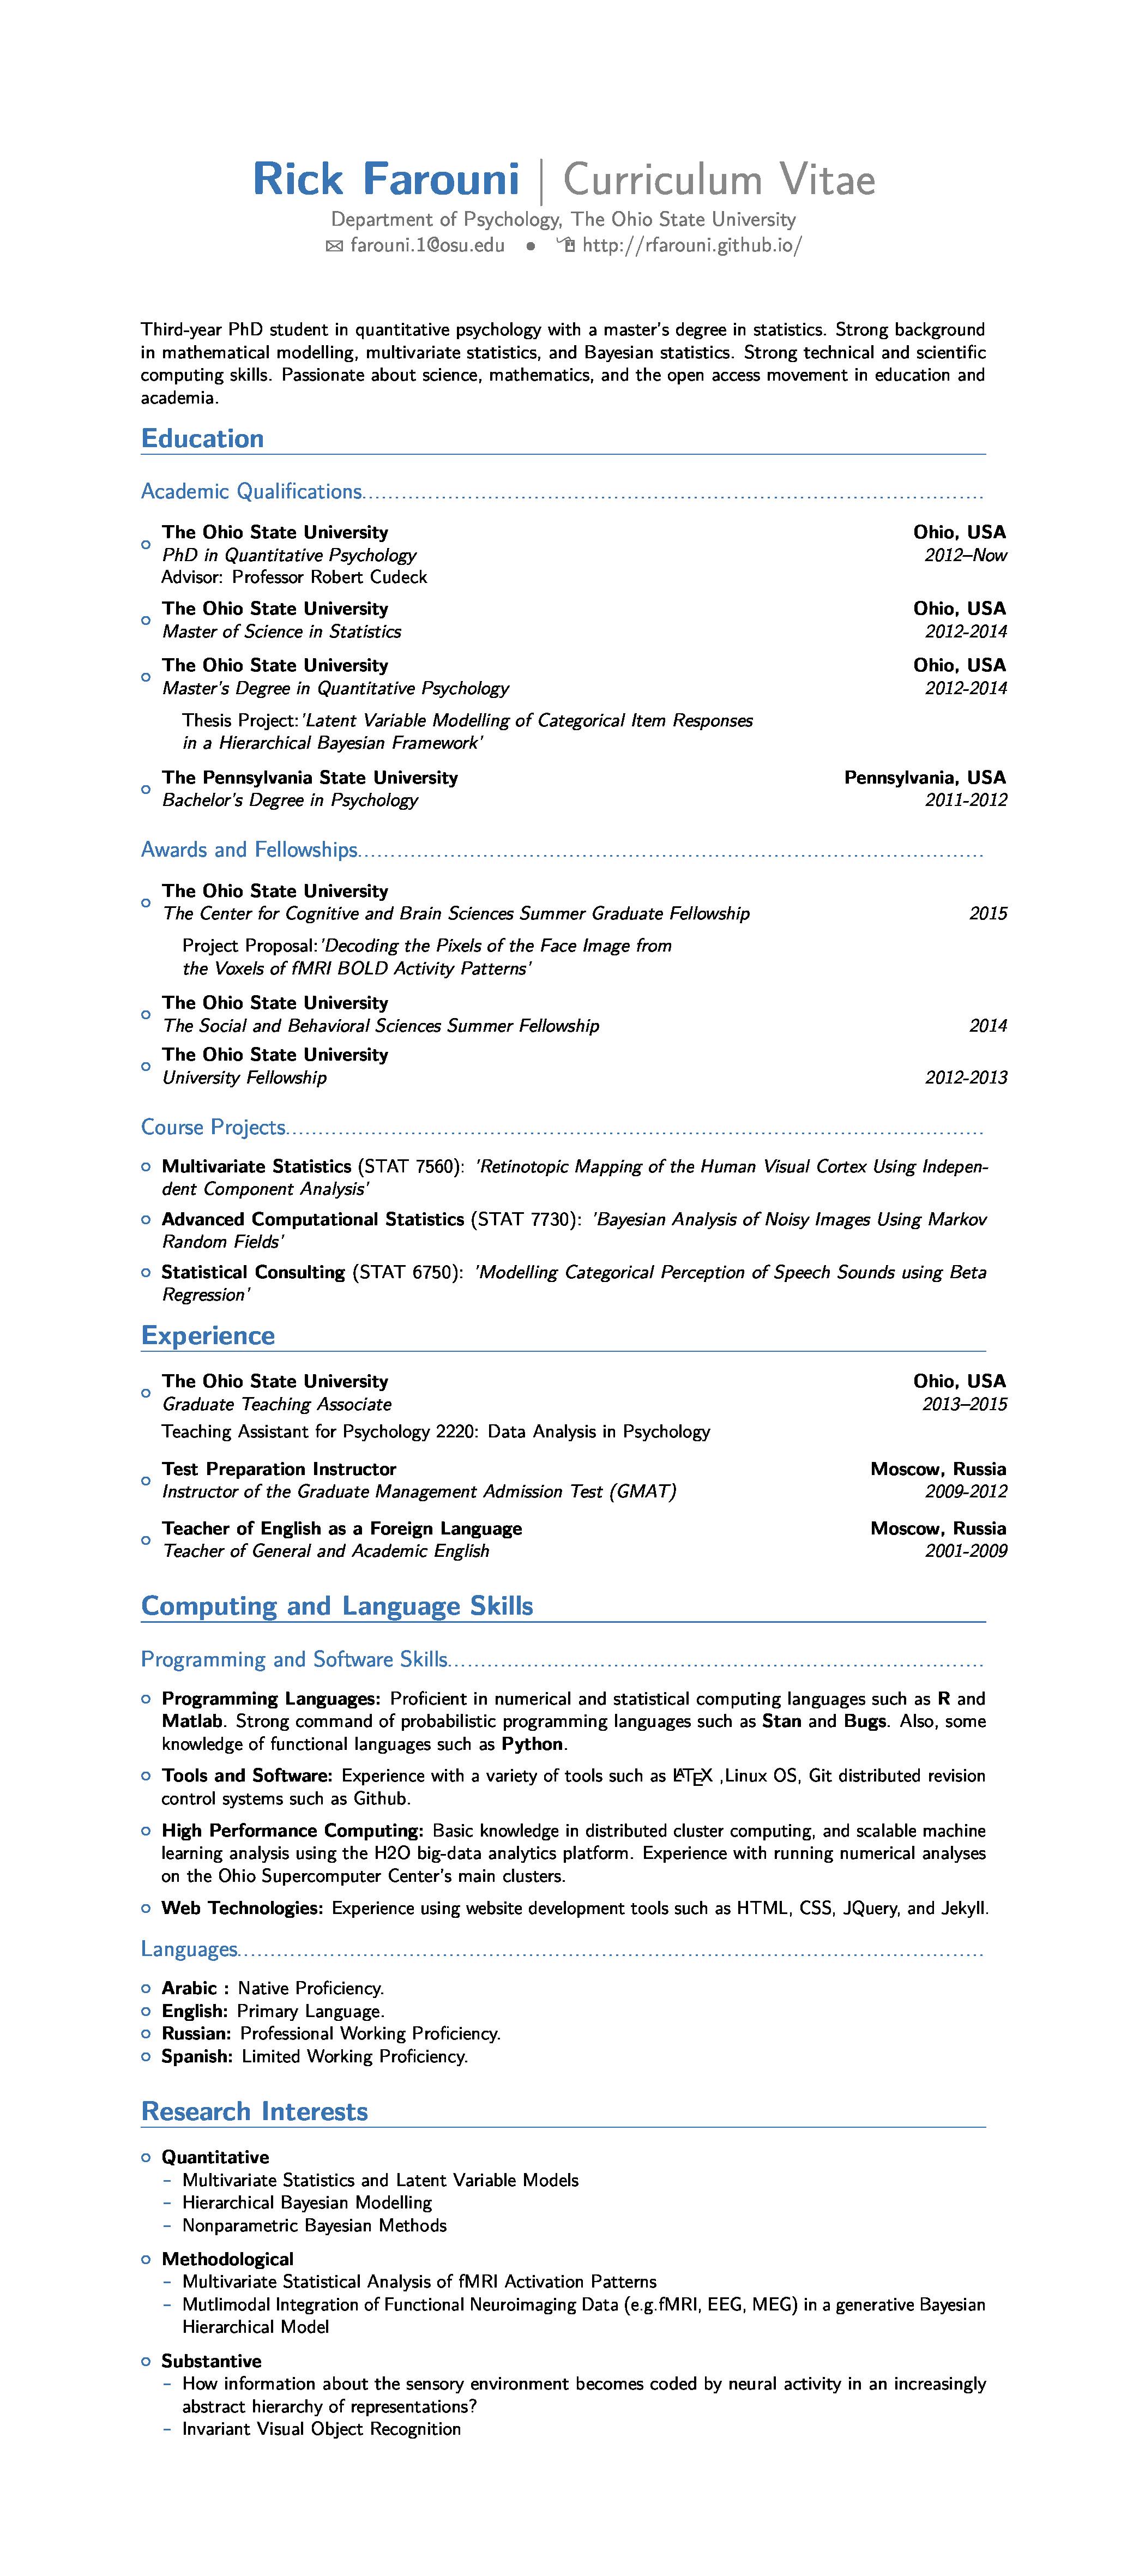 Rick Farouni | Curriculum Vitae
Department of Psychology, The Ohio State University
✉ farouni.1@osu.edu • http://rfarouni.github.io/
Third-year PhD student in quantitative psychology with a master's degree in statistics. Strong background
in mathematical modelling, multivariate statistics, and Bayesian statistics. Strong technical and scientific
computing skills. Passionate about science, mathematics, and the open access movement in education and
academia.
Education
Academic Qualifications
The Ohio State University Ohio, USA
PhD in Quantitative Psychology 2012–Now
Advisor: Professor Robert Cudeck
The Ohio State University Ohio, USA
Master of Science in Statistics 2012-2014
The Ohio State University Ohio, USA
Master's Degree in Quantitative Psychology 2012-2014
Thesis Project:'Latent Variable Modelling of Categorical Item Responses
in a Hierarchical Bayesian Framework'
The Pennsylvania State University Pennsylvania, USA
Bachelor's Degree in Psychology 2011-2012
Awards and Fellowships
The Ohio State University
The Center for Cognitive and Brain Sciences Summer Graduate Fellowship 2015
Project Proposal:'Decoding the Pixels of the Face Image from
the Voxels of fMRI BOLD Activity Patterns'
The Ohio State University
The Social and Behavioral Sciences Summer Fellowship 2014
The Ohio State University
University Fellowship 2012-2013
Course Projects
Multivariate Statistics (STAT 7560): 'Retinotopic Mapping of the Human Visual Cortex Using Indepen-
dent Component Analysis'
Advanced Computational Statistics (STAT 7730): 'Bayesian Analysis of Noisy Images Using Markov
Random Fields'
Statistical Consulting (STAT 6750): 'Modelling Categorical Perception of Speech Sounds using Beta
Regression'
Experience
The Ohio State University Ohio, USA
Graduate Teaching Associate 2013–2015
Teaching Assistant for Psychology 2220: Data Analysis in Psychology
Test Preparation Instructor Moscow, Russia
Instructor of the Graduate Management Admission Test (GMAT) 2009-2012
Teacher of English as a Foreign Language Moscow, Russia
Teacher of General and Academic English 2001-2009
Computing and Language Skills
Programming and Software Skills
Programming Languages: Proficient in numerical and statistical computing languages such as R and
Matlab. Strong command of probabilistic programming languages such as Stan and Bugs. Also, some
knowledge of functional languages such as Python.
Tools and Software: Experience with a variety of tools such as LATEX ,Linux OS, Git distributed revision
control systems such as Github.
High Performance Computing: Basic knowledge in distributed cluster computing, and scalable machine
learning analysis using the H2O big-data analytics platform. Experience with running numerical analyses
on the Ohio Supercomputer Center's main clusters.
Web Technologies: Experience using website development tools such as HTML, CSS, JQuery, and Jekyll.
Languages
Arabic : Native Proficiency.
English: Primary Language.
Russian: Professional Working Proficiency.
Spanish: Limited Working Proficiency.
Research Interests
Quantitative
– Multivariate Statistics and Latent Variable Models
– Hierarchical Bayesian Modelling
– Nonparametric Bayesian Methods
Methodological
– Multivariate Statistical Analysis of fMRI Activation Patterns
– Mutlimodal Integration of Functional Neuroimaging Data (e.g.fMRI, EEG, MEG) in a generative Bayesian
Hierarchical Model
Substantive
– How information about the sensory environment becomes coded by neural activity in an increasingly
abstract hierarchy of representations?
– Invariant Visual Object Recognition